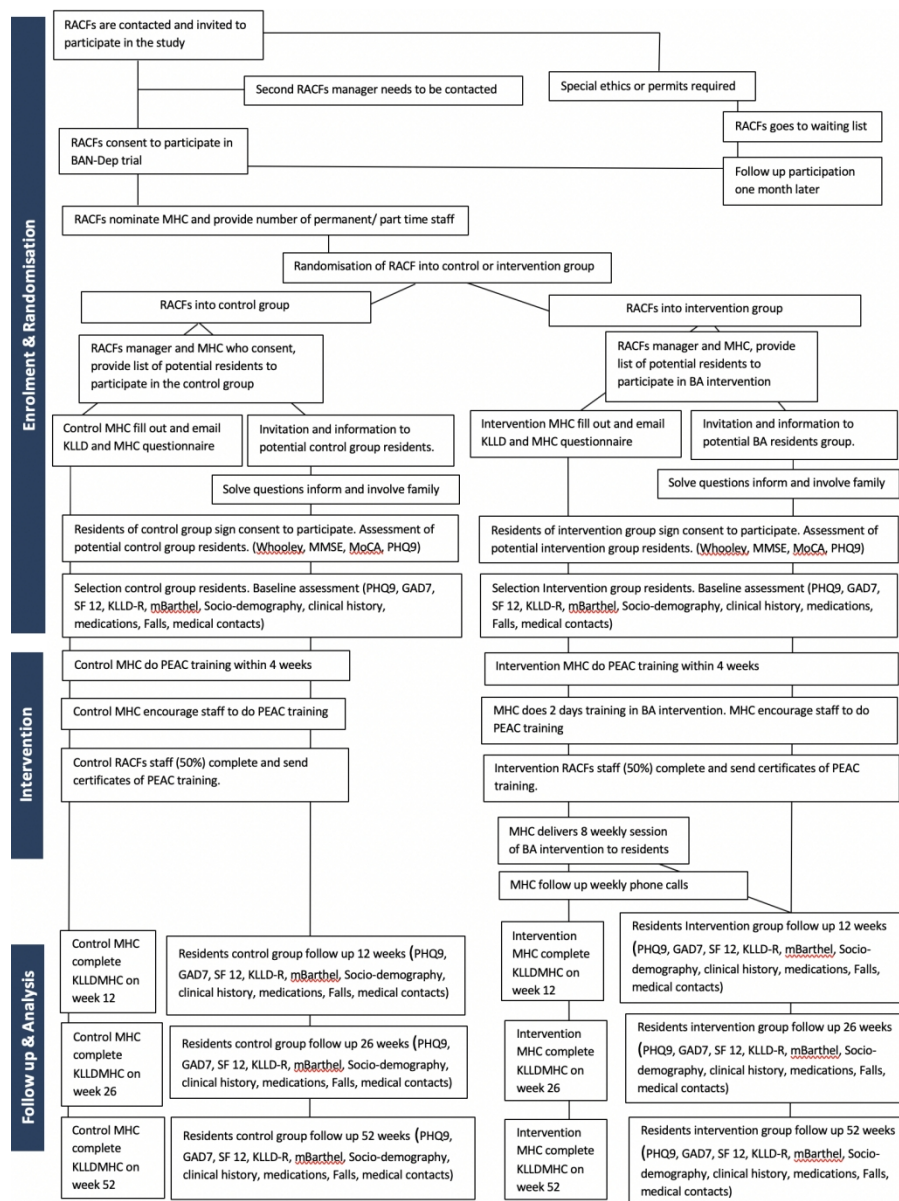 RACFs are contacted and invited to
participate in the study
Second RACFs manager needs to be contacted
Special ethics or permits required
RACFs goes to waiting list
RACFs consent to participate in
BAN-Dep trial
Follow up participation
one month later
RACFs nominate MHC and provide number of permanent/ part time staff
Randomisation of RACF into control or intervention group
RACFs into control group
RACFs into intervention group
RACFs manager and MHC who consent,
provide list of potential residents to
participate in the control group
RACFs manager and MHC, provide
list of potential residents to
participate in BA intervention
Control MHC fill out and email
KLLD and MHC questionnaire
Invitation and information to
potential control group residents.
Intervention MHC fill out and email
KLLD and MHC questionnaire
Invitation and information to
potential BA residents group.
Solve questions inform and involve family
Solve questions inform and involve family
Residents of control group sign consent to participate. Assessment of
potential control group residents. (Whooley, MMSE, MoCA, PHQ9)
Residents of intervention group sign consent to participate. Assessment of
potential intervention group residents. (Whooley, MMSE, MoCA, PHQ9)
Selection control group residents. Baseline assessment (PHQ9, GAD7,
SF 12, KLLD-R, mBarthel, Socio-demography, clinical history,
medications, Falls, medical contacts)
Selection Intervention group residents. Baseline assessment (PHQ9, GAD7,
SF 12, KLLD-R, mBarthel, Socio-demography, clinical history, medications,
Falls, medical contacts)
Enrolment & Randomisation
Control MHC do PEAC training within 4 weeks
Intervention MHC do PEAC training within 4 weeks
Control MHC encourage staff to do PEAC training
MHC does 2 days training in BA intervention. MHC encourage staff to do
PEAC training
Control RACFs staff (50%) complete and send
certificates of PEAC training.
Intervention RACFs staff (50%) complete and send certificates of PEAC
training.
MHC delivers 8 weekly session
of BA intervention to residents
MHC follow up weekly phone calls
Intervention
Control MHC
complete
KLLDMHC on
week 12
Residents control group follow up 12 weeks (PHQ9,
GAD7, SF 12, KLLD-R, mBarthel, Socio-demography,
clinical history, medications, Falls, medical contacts)
Intervention
MHC complete
KLLDMHC on
week 12
Residents Intervention group follow up 12 weeks
(PHQ9, GAD7, SF 12, KLLD-R, mBarthel, Socio-
demography, clinical history, medications, Falls,
medical contacts)
Control MHC
complete
KLLDMHC on
week 26
Residents control group follow up 26 weeks (PHQ9,
GAD7, SF 12, KLLD-R, mBarthel, Socio-demography,
clinical history, medications, Falls, medical contacts)
Intervention
MHC complete
KLLDMHC on
week 26
Residents intervention group follow up 26 weeks
(PHQ9, GAD7, SF 12, KLLD-R, mBarthel, Socio-
demography, clinical history, medications, Falls,
medical contacts)
Control MHC
complete
KLLDMHC on
week 52
Residents control group follow up 52 weeks (PHQ9,
GAD7, SF 12, KLLD-R, mBarthel, Socio-demography,
clinical history, medications, Falls, medical contacts)
Intervention
MHC complete
KLLDMHC on
week 52
Residents intervention group follow up 52 weeks
(PHQ9, GAD7, SF 12, KLLD-R, mBarthel, Socio-
demography, clinical history, medications, Falls,
medical contacts)
Follow up & Analysis